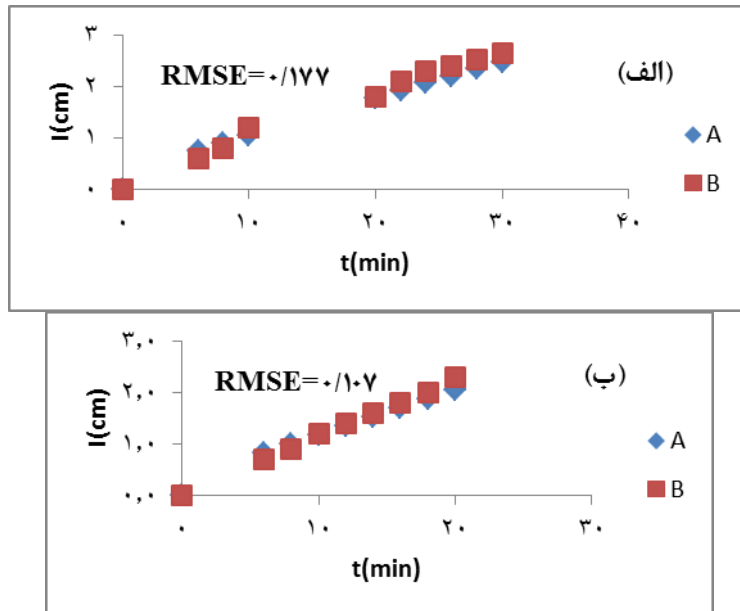 ۳
۲
۱
۰
I(cm)
RMSE=۰/۱۷۷
(الف)
A
B
۰ ۱۰ ۲۰ ۳۰ ۴۰
t(min)
۳٫۰
۲٫۰
۱٫۰
۰٫۰
I(cm)
RMSE=۰/۱۰۷
(ب)
A
B
۰ ۱۰ ۲۰ ۳۰
t(min)